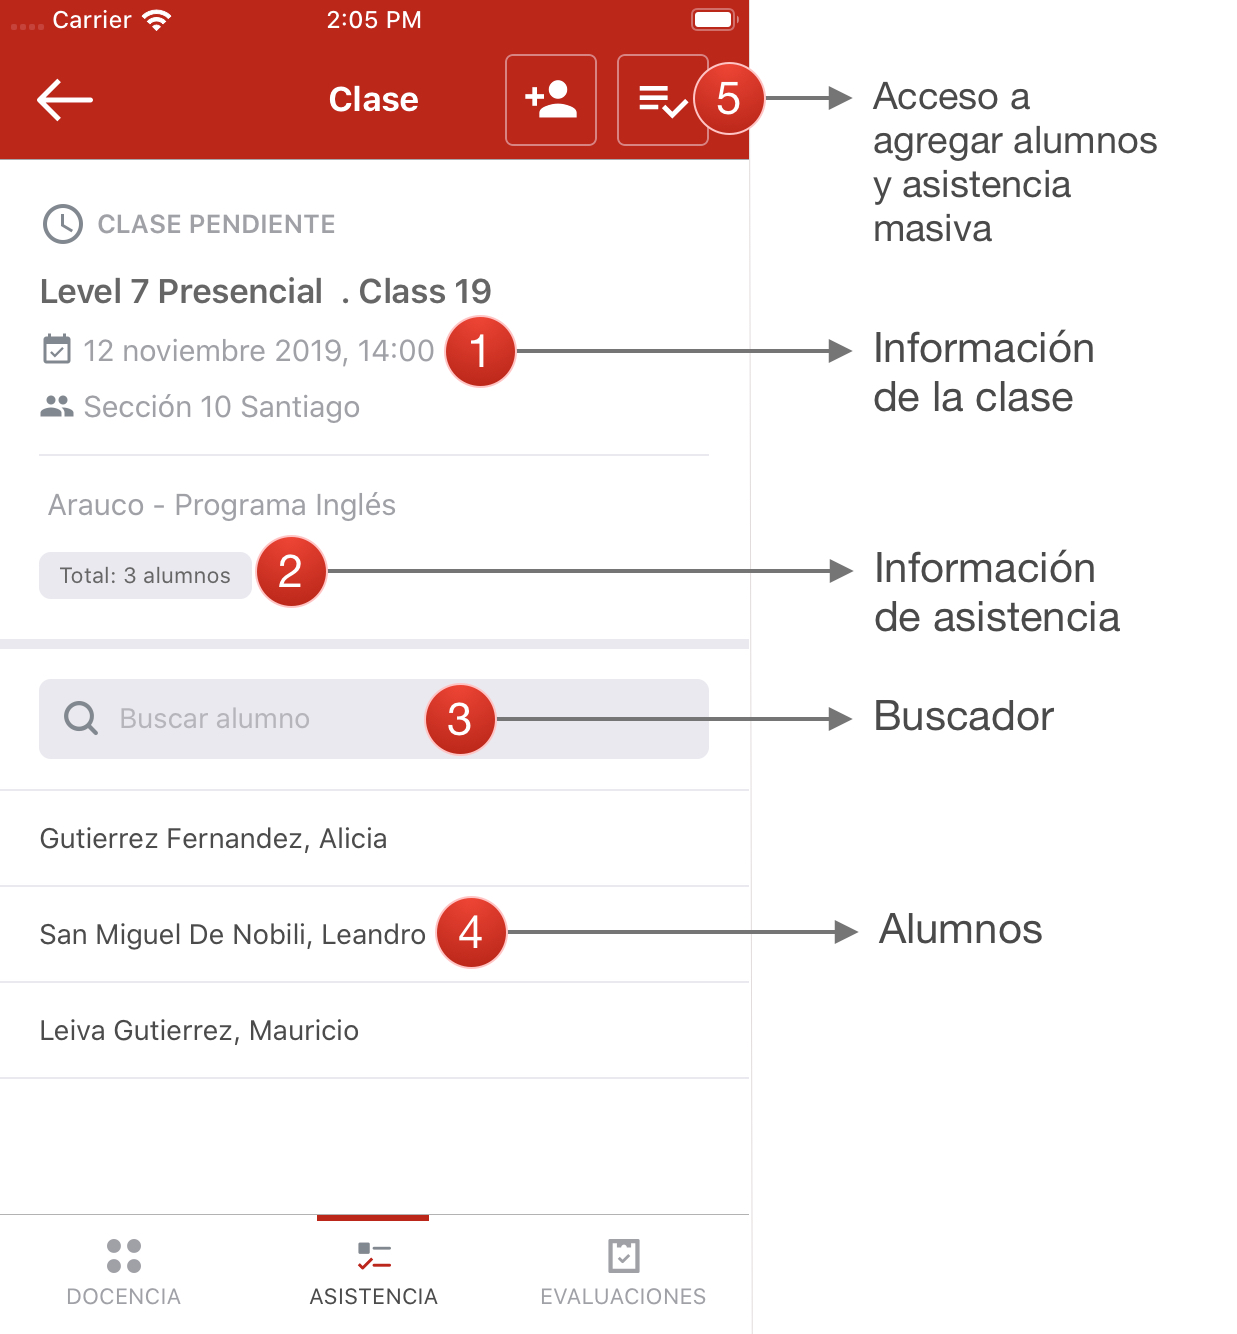 Carrier
2:05 PM
Clase
5
Acceso a
agregar alumnos
y asistencia
masiva
CLASE PENDIENTE
Level 7 Presencial . Class 19
12 noviembre 2019, 14:00
1
Información
de la clase
Sección 10 Santiago
Arauco - Programa Inglés
Total: 3 alumnos
2
Información
de asistencia
Buscar alumno
3
Buscador
Gutierrez Fernandez, Alicia
San Miguel De Nobili, Leandro
4
Alumnos
Leiva Gutierrez, Mauricio
DOCENCIA
ASISTENCIA
EVALUACIONES